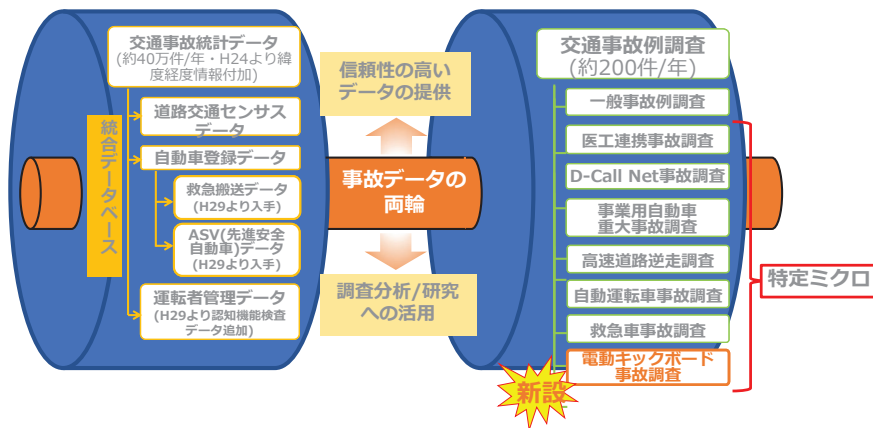 交通事故統計データ
(約40万件/年・H24より緯
度経度情報付加)
統合データベース
道路交通センサス
データ
自動車登録データ
救急搬送データ
(H29より入手)
ASV(先進安全
自動車)データ
(H29より入手)
運転者管理データ
(H29より認知機能検査
データ追加)
信頼性の高い
データの提供
事故データの
両輪
調査分析/研究
への活用
交通事故例調査
(約200件/年)
一般事故例調査
医工連携事故調査
D-Call Net事故調査
事業用自動車
重大事故調査
高速道路逆走調査
自動運転車事故調査
救急車事故調査
電動キックボード
事故調査
新設
特定ミクロ